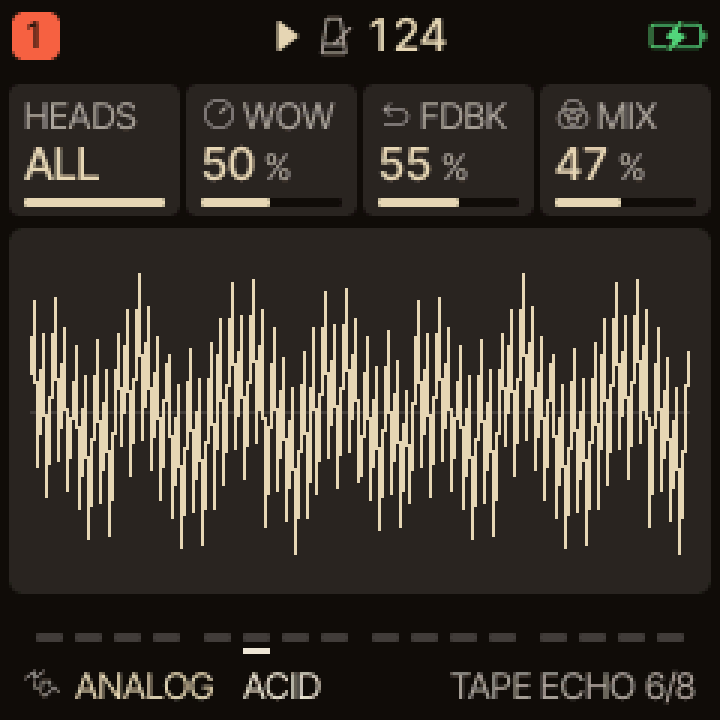 1 124
HEADS WOW FDBK MIX
ALL 50 % 55 % 47 %
ANALOG ACID TAPE ECHO 6/8